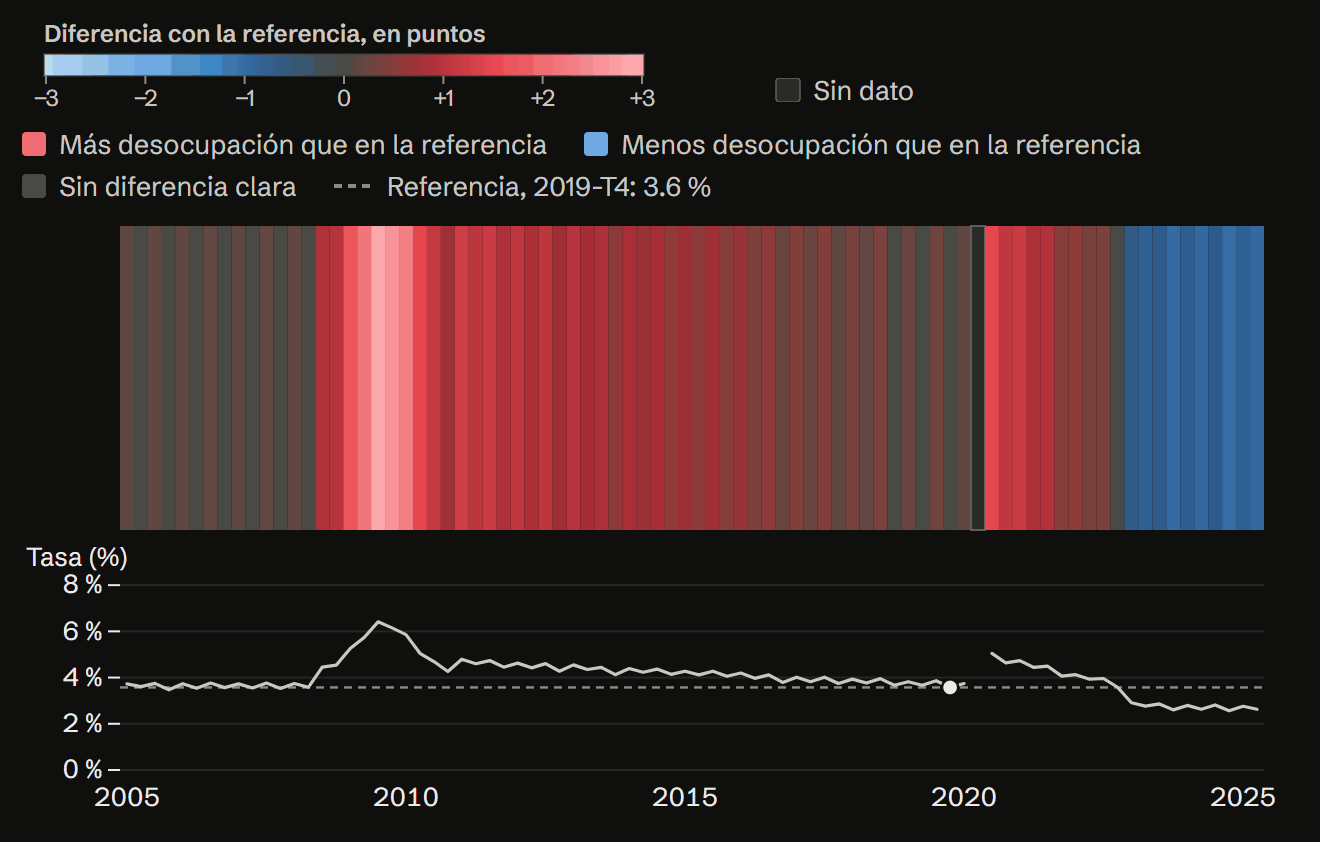 Diferencia con la referencia, en puntos
−3 −2 −1 0 +1 +2 +3
Sin dato
Más desocupación que en la referencia
Menos desocupación que en la referencia
Sin diferencia clara
Referencia, 2019-T4: 3.6 %
Tasa (%)
8 %
6 %
4 %
2 %
0 %
2005 2010 2015 2020 2025